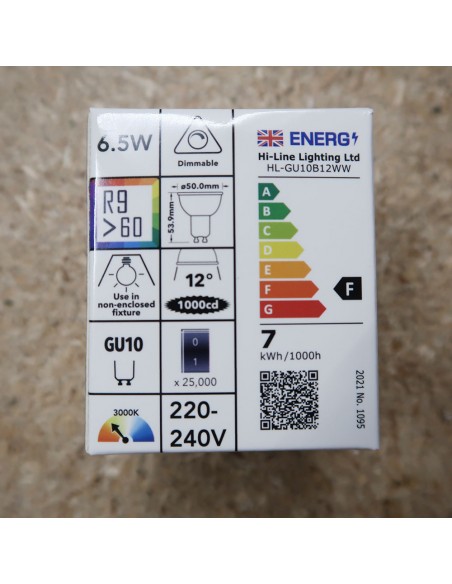 6.5W
Dimmable
R9
>60
ø50.0mm
53.9mm
Use in
non-enclosed
fixture
12°
1000cd
GU10
0
1
x 25,000
3000K
220-
240V
ENERG
Hi-Line Lighting Ltd
HL-GU10B12WW
A
B
C
D
E
F
G
F
7
kWh/1000h
2021 No. 1095